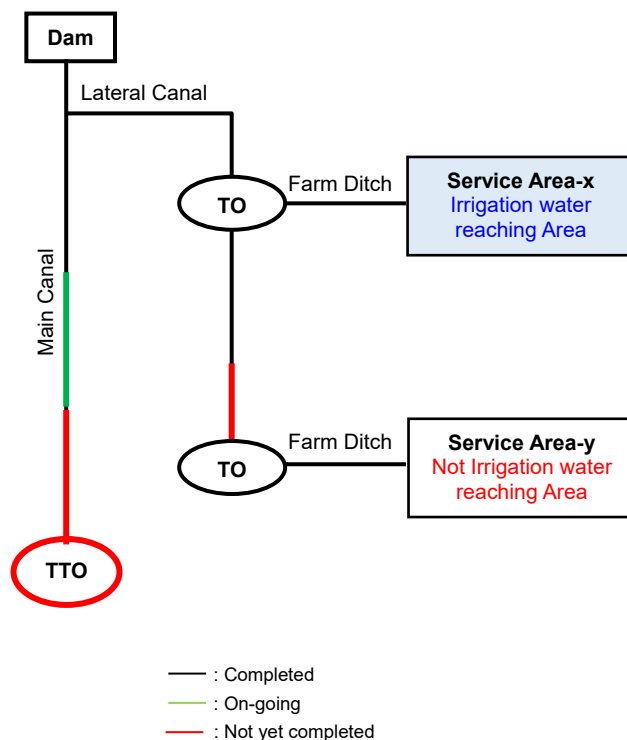 Dam
Lateral Canal
Main Canal
TO
Farm Ditch
Service Area-x
Irrigation water
reaching Area
TO
Farm Ditch
Service Area-y
Not Irrigation water
reaching Area
TTO
: Completed
: On-going
: Not yet completed